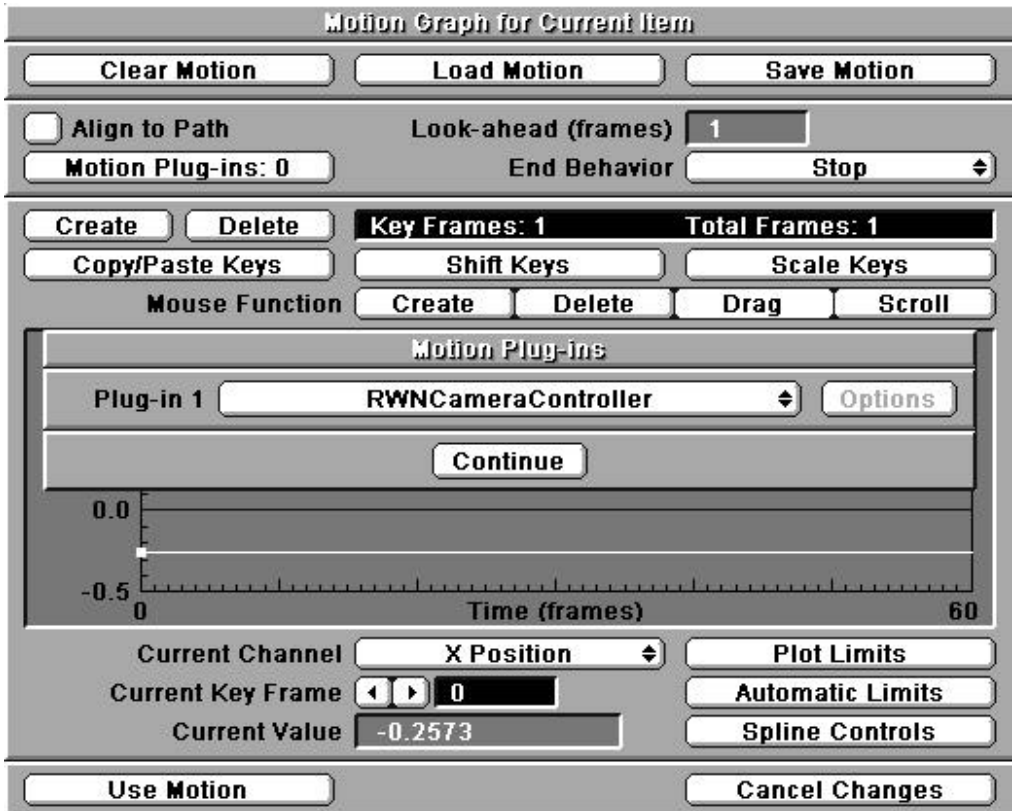 Motion Graph for Current Item
Clear Motion Load Motion Save Motion
Align to Path Look-ahead (frames) 1
Motion Plug-ins: 0 End Behavior Stop
Create Delete Key Frames: 1 Total Frames: 1
Copy/Paste Keys Shift Keys Scale Keys
Mouse Function Create Delete Drag Scroll
Motion Plug-ins
Plug-in 1 RWNCameraController Options
Continue
0.0
-0.5
0 Time (frames) 60
Current Channel X Position Plot Limits
Current Key Frame 0 Automatic Limits
Current Value -0.2573 Spline Controls
Use Motion Cancel Changes